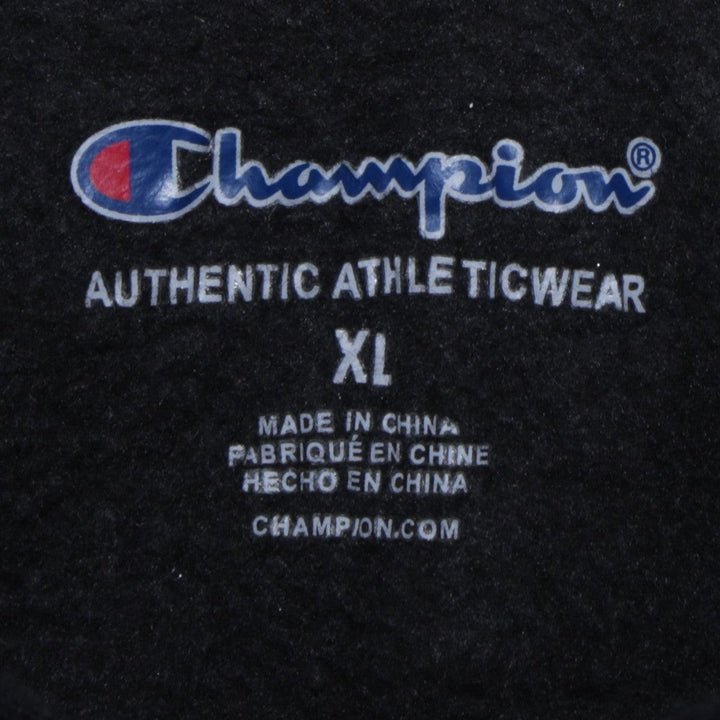 Champion®
AUTHENTIC ATHLETICWEAR
XL
MADE IN CHINA
FABRIQUÉ EN CHINE
HECHO EN CHINA
CHAMPION.COM